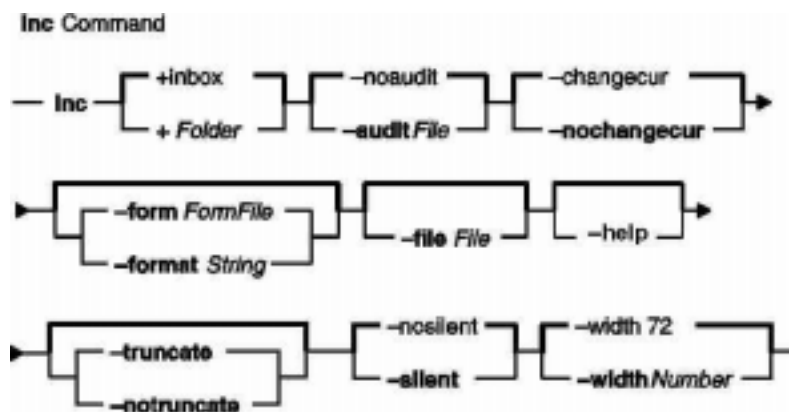 Inc Command
+inbox
–noaudit
–changecur
Inc
+ Folder
–audit File
–nochangecur
–form FormFile
–format String
–file File
–help
–truncate
–notruncate
–nosilent
–silent
–width 72
–width Number